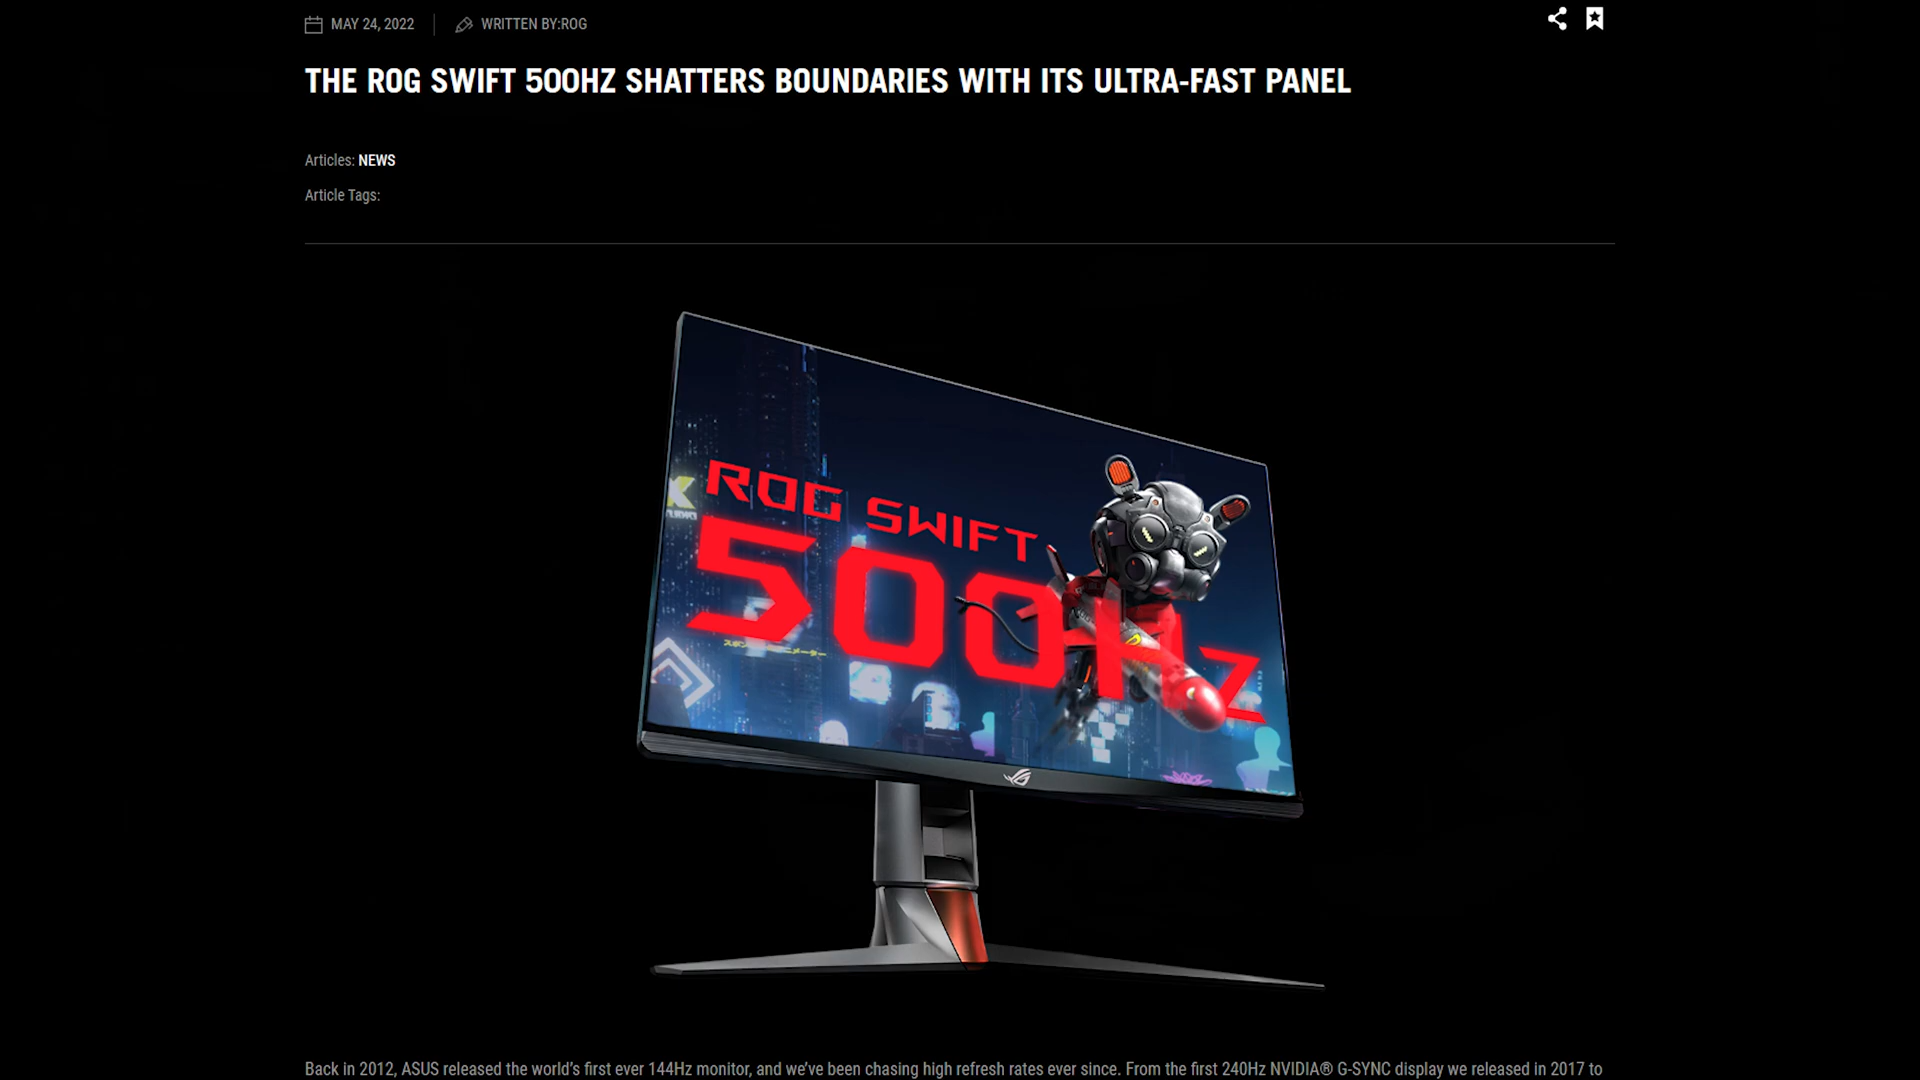 MAY 24, 2022
WRITTEN BY:ROG
THE ROG SWIFT 500HZ SHATTERS BOUNDARIES WITH ITS ULTRA-FAST PANEL
Articles: NEWS
Article Tags:
ROG SWIFT
500Hz
Back in 2012, ASUS released the world's first ever 144Hz monitor, and we've been chasing high refresh rates ever since. From the first 240Hz NVIDIA® G-SYNC display we released in 2017 to